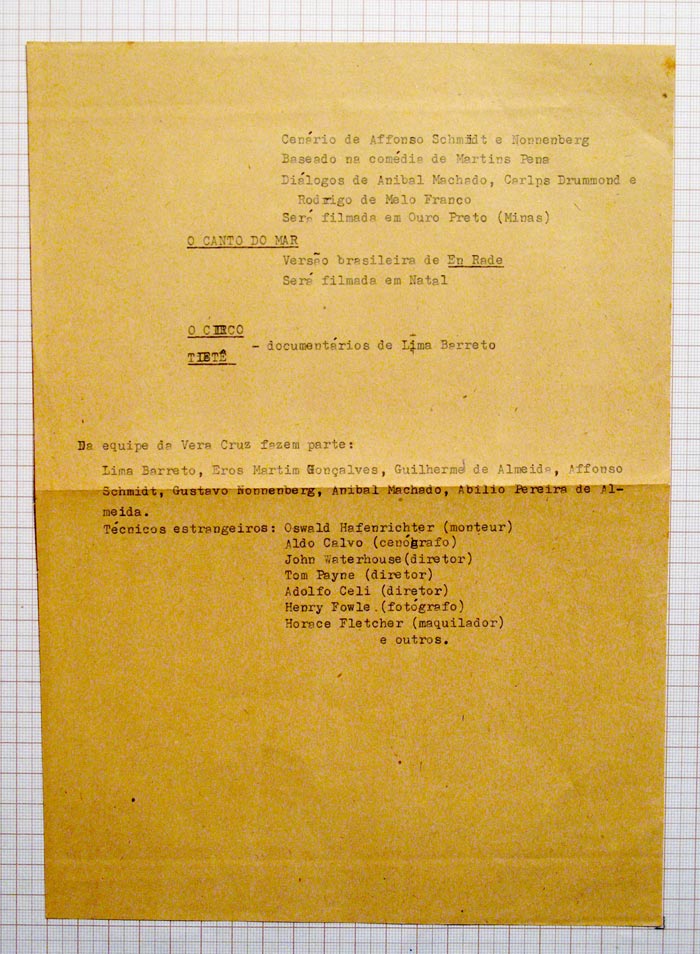 Cenário de Affonso Schmidt e Nonnenberg
Baseado na comédia de Martins Pena
Diálogos de Anibal Machado, Carlps Drummond e
Rodrigo de Melo Franco
Será filmada em Ouro Preto (Minas)
O CANTO DO MAR
Versão brasileira de En Rade
Será filmada em Natal
O CIRCO
- documentários de Lima Barreto
TIETÊ
Da equipe da Vera Cruz fazem parte:
Lima Barreto, Eros Martim Gonçalves, Guilherme de Almeida, Affonso
Schmidt, Gustavo Nonnenberg, Anibal Machado, Abilio Pereira de Al-
meida.
Técnicos estrangeiros: Oswald Hafenrichter (monteur)
Aldo Calvo (cenógrafo)
John Waterhouse(diretor)
Tom Payne (diretor)
Adolfo Celi (diretor)
Henry Fowle.(fotógrafo)
Horace Fletcher (maquilador)
e outros.